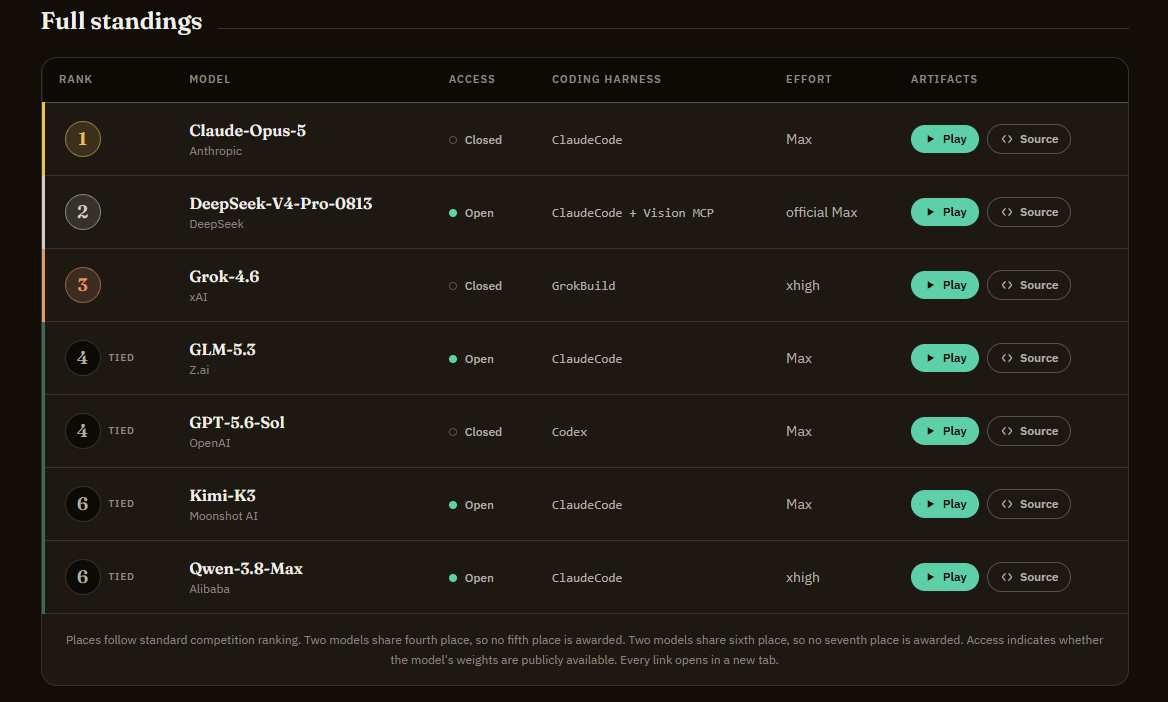 Full standings
RANK MODEL ACCESS CODING HARNESS EFFORT ARTIFACTS
1 Claude-Opus-5 Closed ClaudeCode Max Play Source
Anthropic
2 DeepSeek-V4-Pro-0813 Open ClaudeCode + Vision MCP official Max Play Source
DeepSeek
3 Grok-4.6 Closed GrokBuild xhigh Play Source
xAI
4 TIED GLM-5.3 Open ClaudeCode Max Play Source
Z.ai
4 TIED GPT-5.6-Sol Closed Codex Max Play Source
OpenAI
6 TIED Kimi-K3 Open ClaudeCode Max Play Source
Moonshot AI
6 TIED Qwen-3.8-Max Open ClaudeCode xhigh Play Source
Alibaba
Places follow standard competition ranking. Two models share fourth place, so no fifth place is awarded. Two models share sixth place, so no seventh place is awarded. Access indicates whether
the model's weights are publicly available. Every link opens in a new tab.